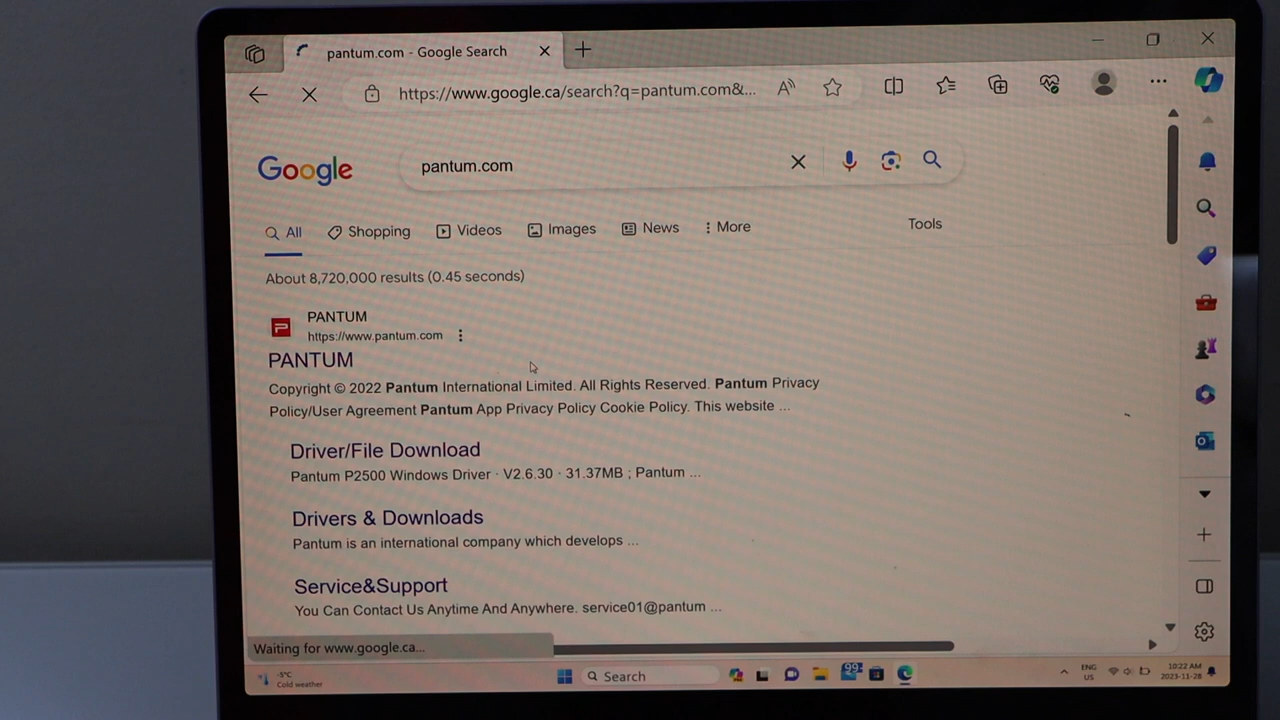 pantum.com - Google Search
https://www.google.ca/search?q=pantum.com&...
Google
pantum.com
All
Shopping
Videos
Images
News
More
Tools
About 8,720,000 results (0.45 seconds)
PANTUM
https://www.pantum.com
PANTUM
Copyright © 2022 Pantum International Limited. All Rights Reserved. Pantum Privacy
Policy/User Agreement Pantum App Privacy Policy Cookie Policy. This website ...
Driver/File Download
Pantum P2500 Windows Driver · V2.6.30 · 31.37MB ; Pantum ...
Drivers & Downloads
Pantum is an international company which develops ...
Service&Support
You Can Contact Us Anytime And Anywhere. service01@pantum ...
Waiting for www.google.ca...
-5°C
Cold weather
Search
99+
ENG
US
10:22 AM
2023-11-28